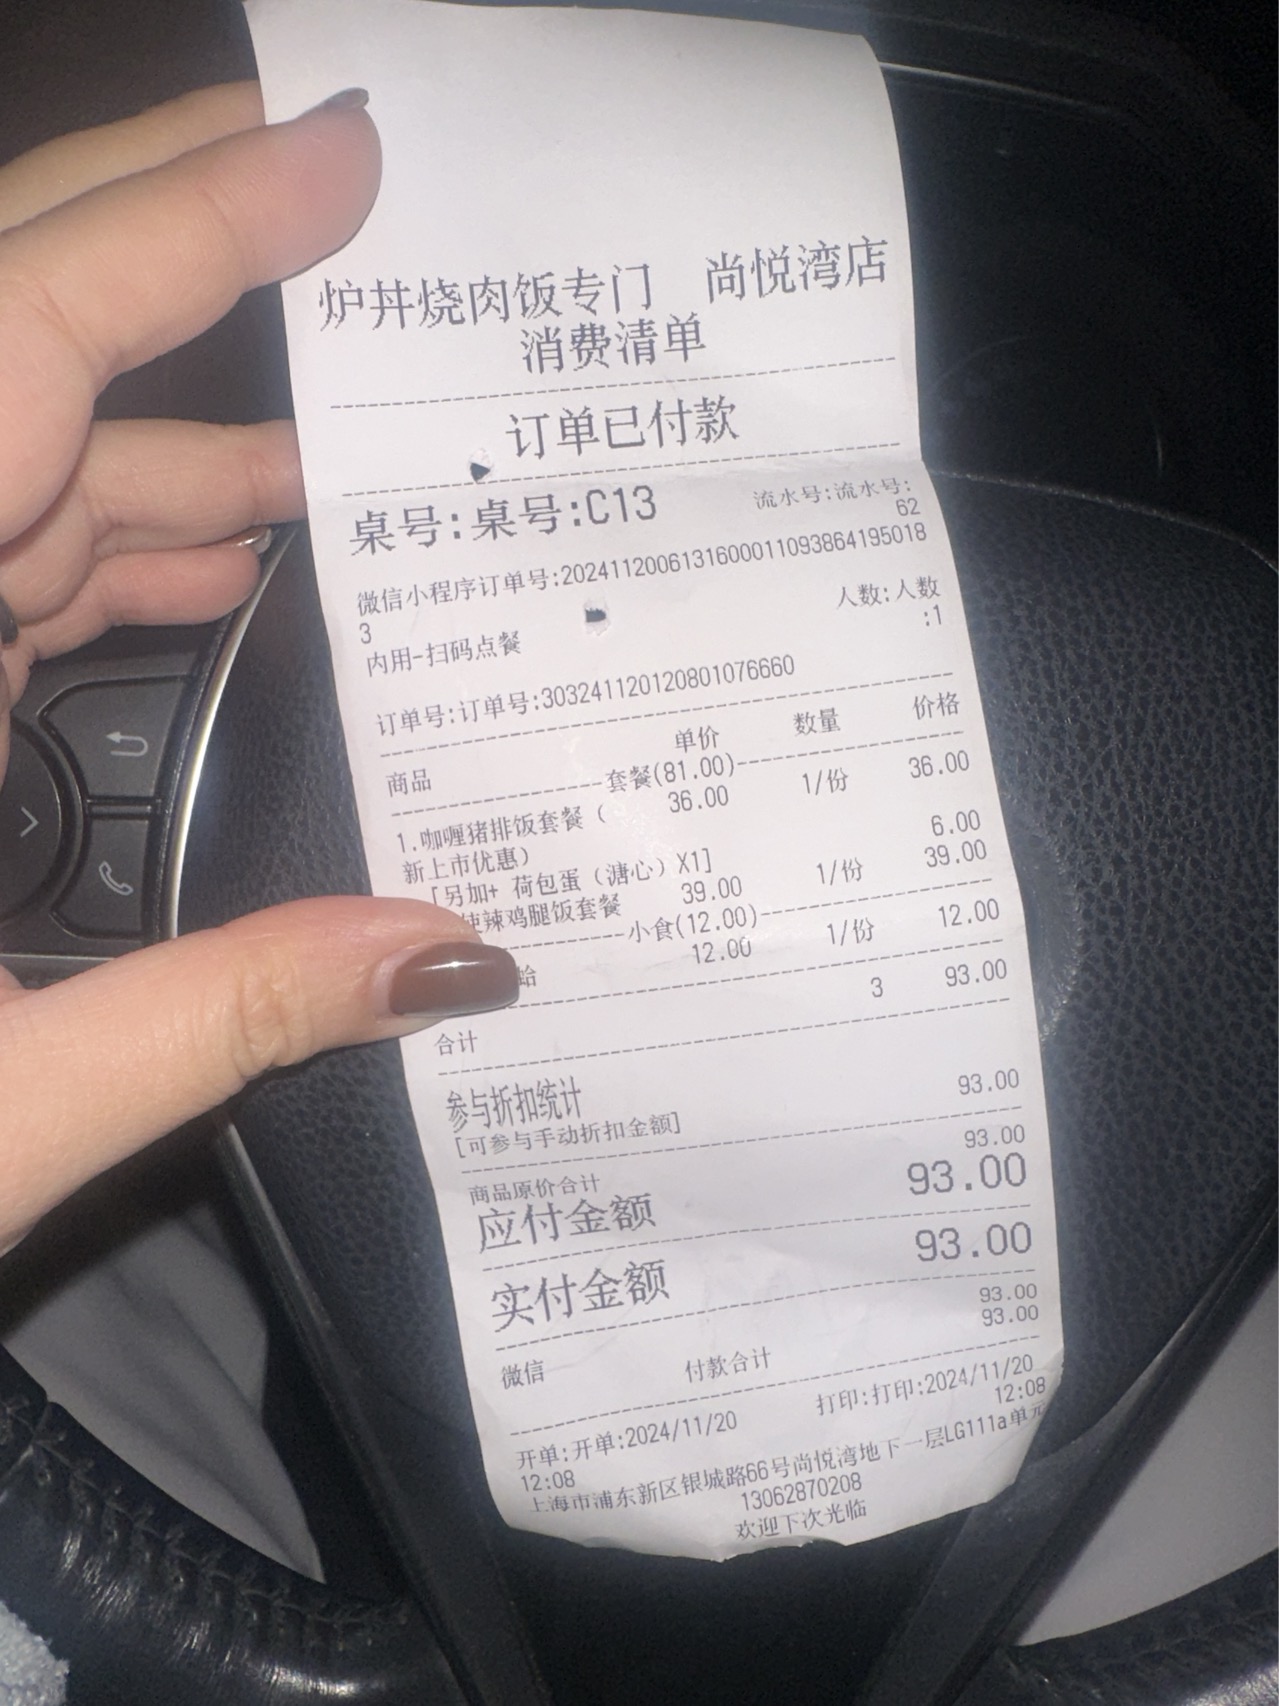 炉丼烧肉饭专门 尚悦湾店
消费清单
订单已付款
桌号:桌号:C13 流水号:流水号:
62
微信小程序订单号:2024112006131600011093864195018
3
内用-扫码点餐 人数:人数
:1
订单号:订单号:303241120120801076660
商品 单价 数量 价格
套餐(81.00)
1.咖喱猪排饭套餐( 36.00 1/份 36.00
新上市优惠)
[另加+ 荷包蛋(溏心)X1] 6.00
辣鸡腿饭套餐 39.00 1/份 39.00
小食(12.00)
蛤 12.00 1/份 12.00
合计 3 93.00
参与折扣统计
[可参与手动折扣金额] 93.00
商品原价合计 93.00
应付金额 93.00
实付金额 93.00
微信 93.00
付款合计 93.00
开单:开单:2024/11/20 打印:打印:2024/11/20
12:08 12:08
上海市浦东新区银城路66号尚悦湾地下一层LG111a单元
13062870208
欢迎下次光临